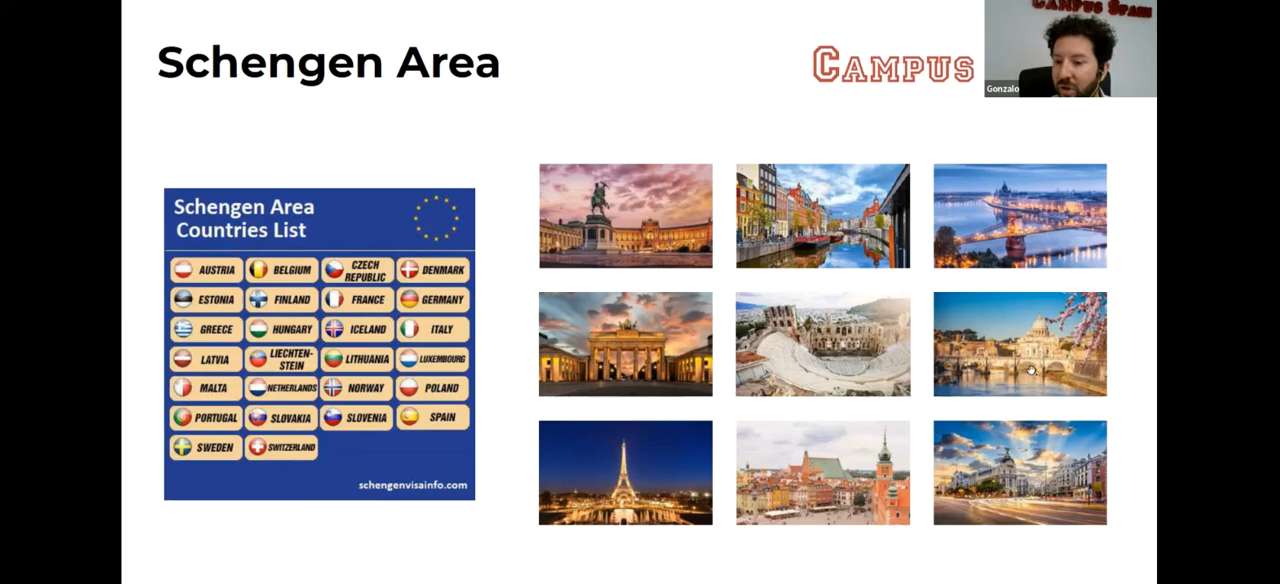 CAMPUS SPAIN
Schengen Area
CAMPUS
Gonzalo
Schengen Area
Countries List
AUSTRIA
BELGIUM
CZECH
REPUBLIC
DENMARK
ESTONIA
FINLAND
FRANCE
GERMANY
GREECE
HUNGARY
ICELAND
ITALY
LATVIA
LIECHTEN-
STEIN
LITHUANIA
LUXEMBOURG
MALTA
NETHERLANDS
NORWAY
POLAND
PORTUGAL
SLOVAKIA
SLOVENIA
SPAIN
SWEDEN
SWITZERLAND
schengenvisainfo.com